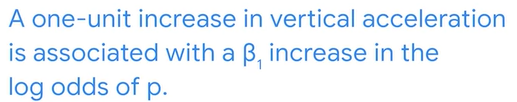 A one-unit increase in vertical acceleration
is associated with a β₁ increase in the
log odds of p.